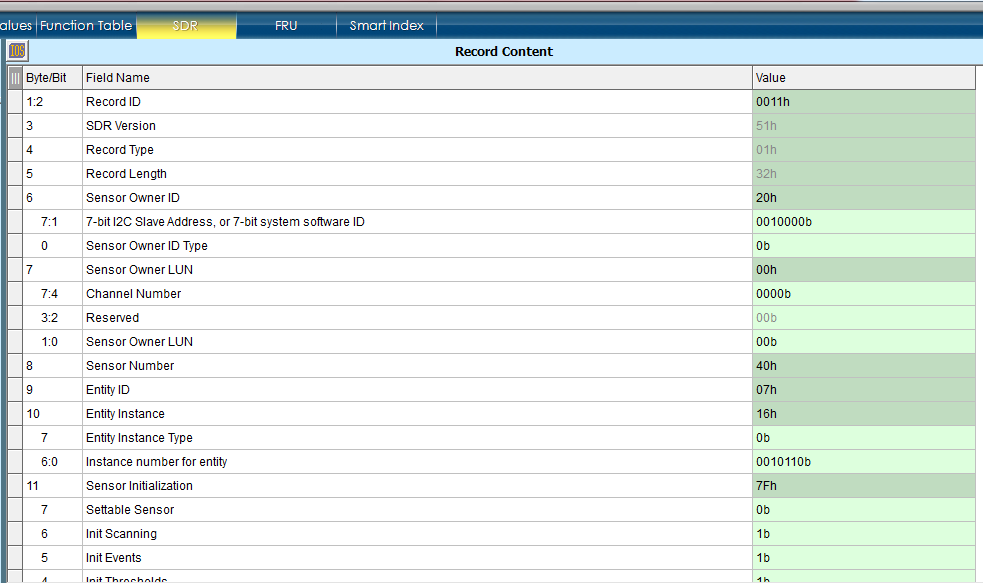 alues Function Table SDR FRU Smart Index
Record Content
Byte/Bit Field Name Value
1:2 Record ID 0011h
3 SDR Version 51h
4 Record Type 01h
5 Record Length 32h
6 Sensor Owner ID 20h
7:1 7-bit I2C Slave Address, or 7-bit system software ID 0010000b
0 Sensor Owner ID Type 0b
7 Sensor Owner LUN 00h
7:4 Channel Number 0000b
3:2 Reserved 00b
1:0 Sensor Owner LUN 00b
8 Sensor Number 40h
9 Entity ID 07h
10 Entity Instance 16h
7 Entity Instance Type 0b
6:0 Instance number for entity 0010110b
11 Sensor Initialization 7Fh
7 Settable Sensor 0b
6 Init Scanning 1b
5 Init Events 1b
4 Init Thresholds 1b